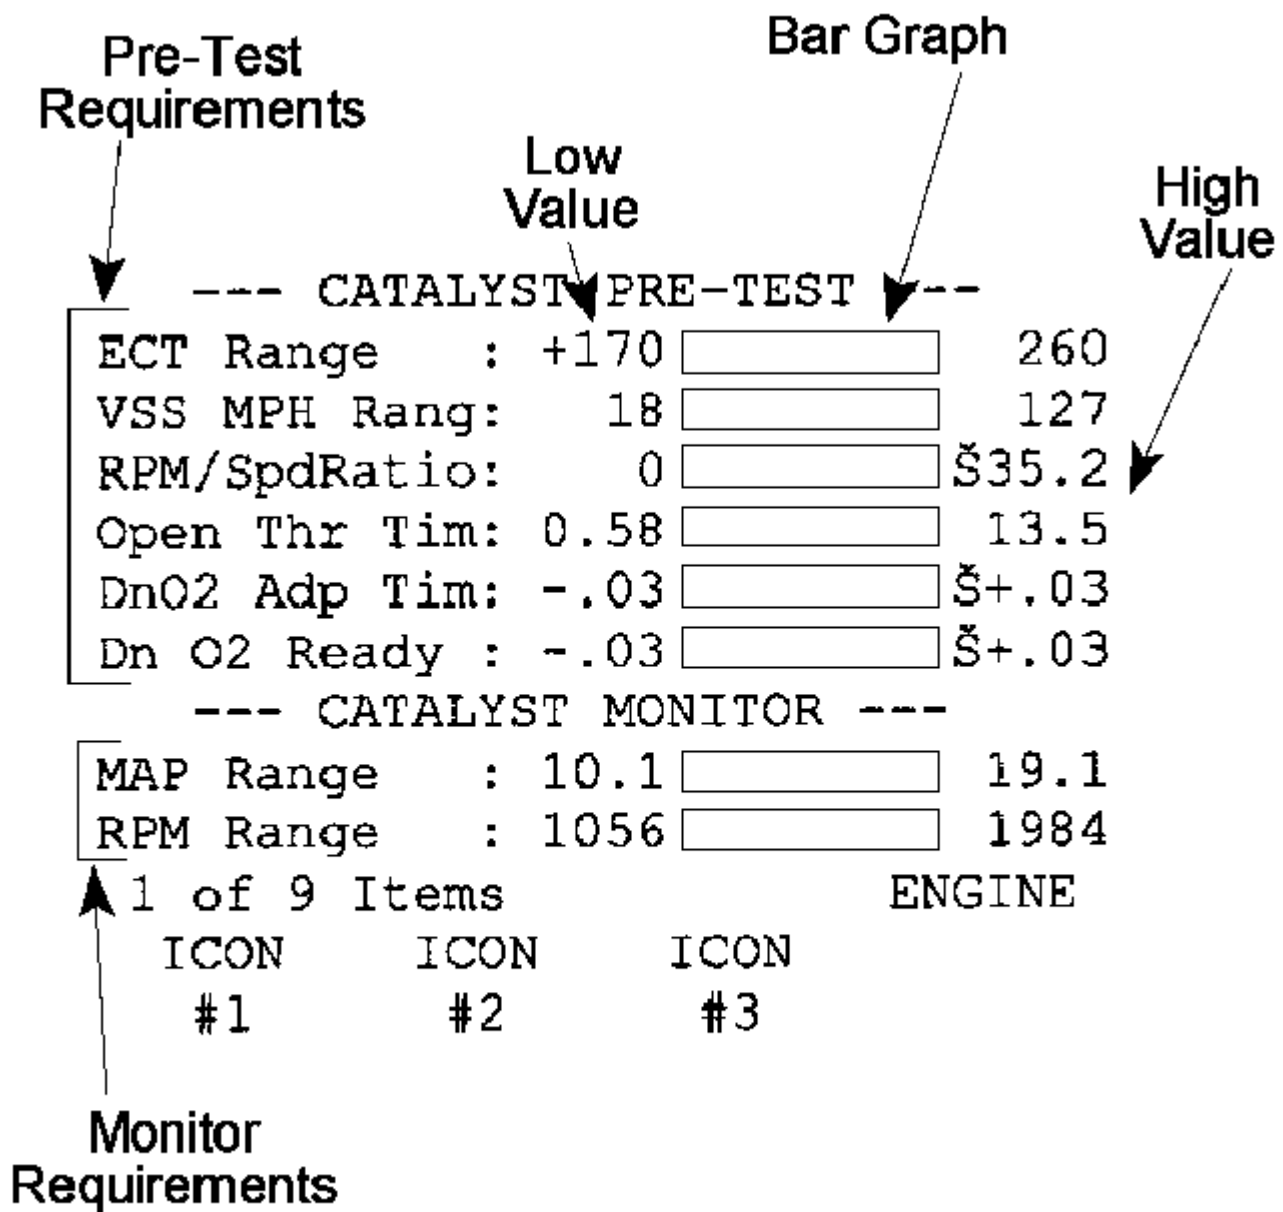 Pre-Test
Requirements
Bar Graph
Low
Value
High
Value
--- CATALYST PRE-TEST ---
ECT Range : +170 260
VSS MPH Rang: 18 127
RPM/SpdRatio: 0 Š35.2
Open Thr Tim: 0.58 13.5
DnO2 Adp Tim: -.03 Š+.03
Dn O2 Ready : -.03 Š+.03
--- CATALYST MONITOR ---
MAP Range : 10.1 19.1
RPM Range : 1056 1984
1 of 9 Items ENGINE
ICON ICON ICON
#1 #2 #3
Monitor
Requirements